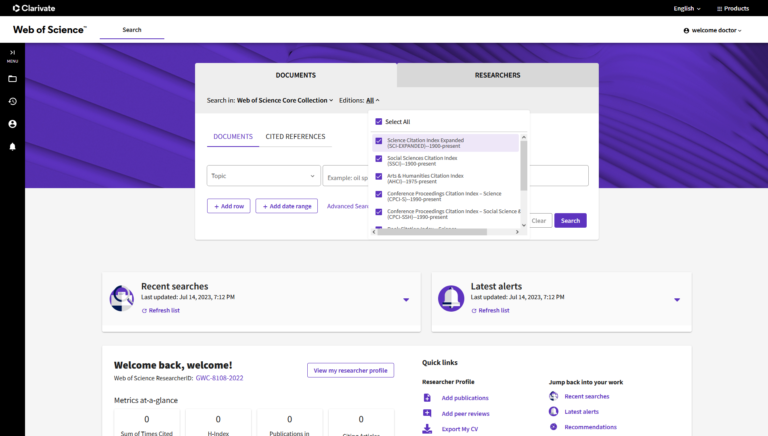 Clarivate
English
Products
Web of Science™
Search
welcome doctor
MENU
DOCUMENTS
RESEARCHERS
Search in: Web of Science Core Collection
Editions: All
Select All
DOCUMENTS
CITED REFERENCES
Science Citation Index Expanded
(SCI-EXPANDED)--1900-present
Social Sciences Citation Index
(SSCI)--1900-present
Topic
Example: oil sp
Arts & Humanities Citation Index
(AHCI)--1975-present
Conference Proceedings Citation Index – Science
(CPCI-S)--1990-present
+ Add row
+ Add date range
Advanced Sear
Conference Proceedings Citation Index – Social Science &
(CPCI-SSH)--1990-present
Clear
Search
Recent searches
Last updated: Jul 14, 2023, 7:12 PM
Refresh list
Latest alerts
Last updated: Jul 14, 2023, 7:12 PM
Refresh list
Welcome back, welcome!
Web of Science ResearcherID: GWC-8108-2022
View my researcher profile
Metrics at-a-glance
0
Sum of Times Cited
0
H-Index
0
Publications in
0
Citing Articles
Quick links
Researcher Profile
Add publications
Add peer reviews
Export My CV
Jump back into your work
Recent searches
Latest alerts
Recommendations